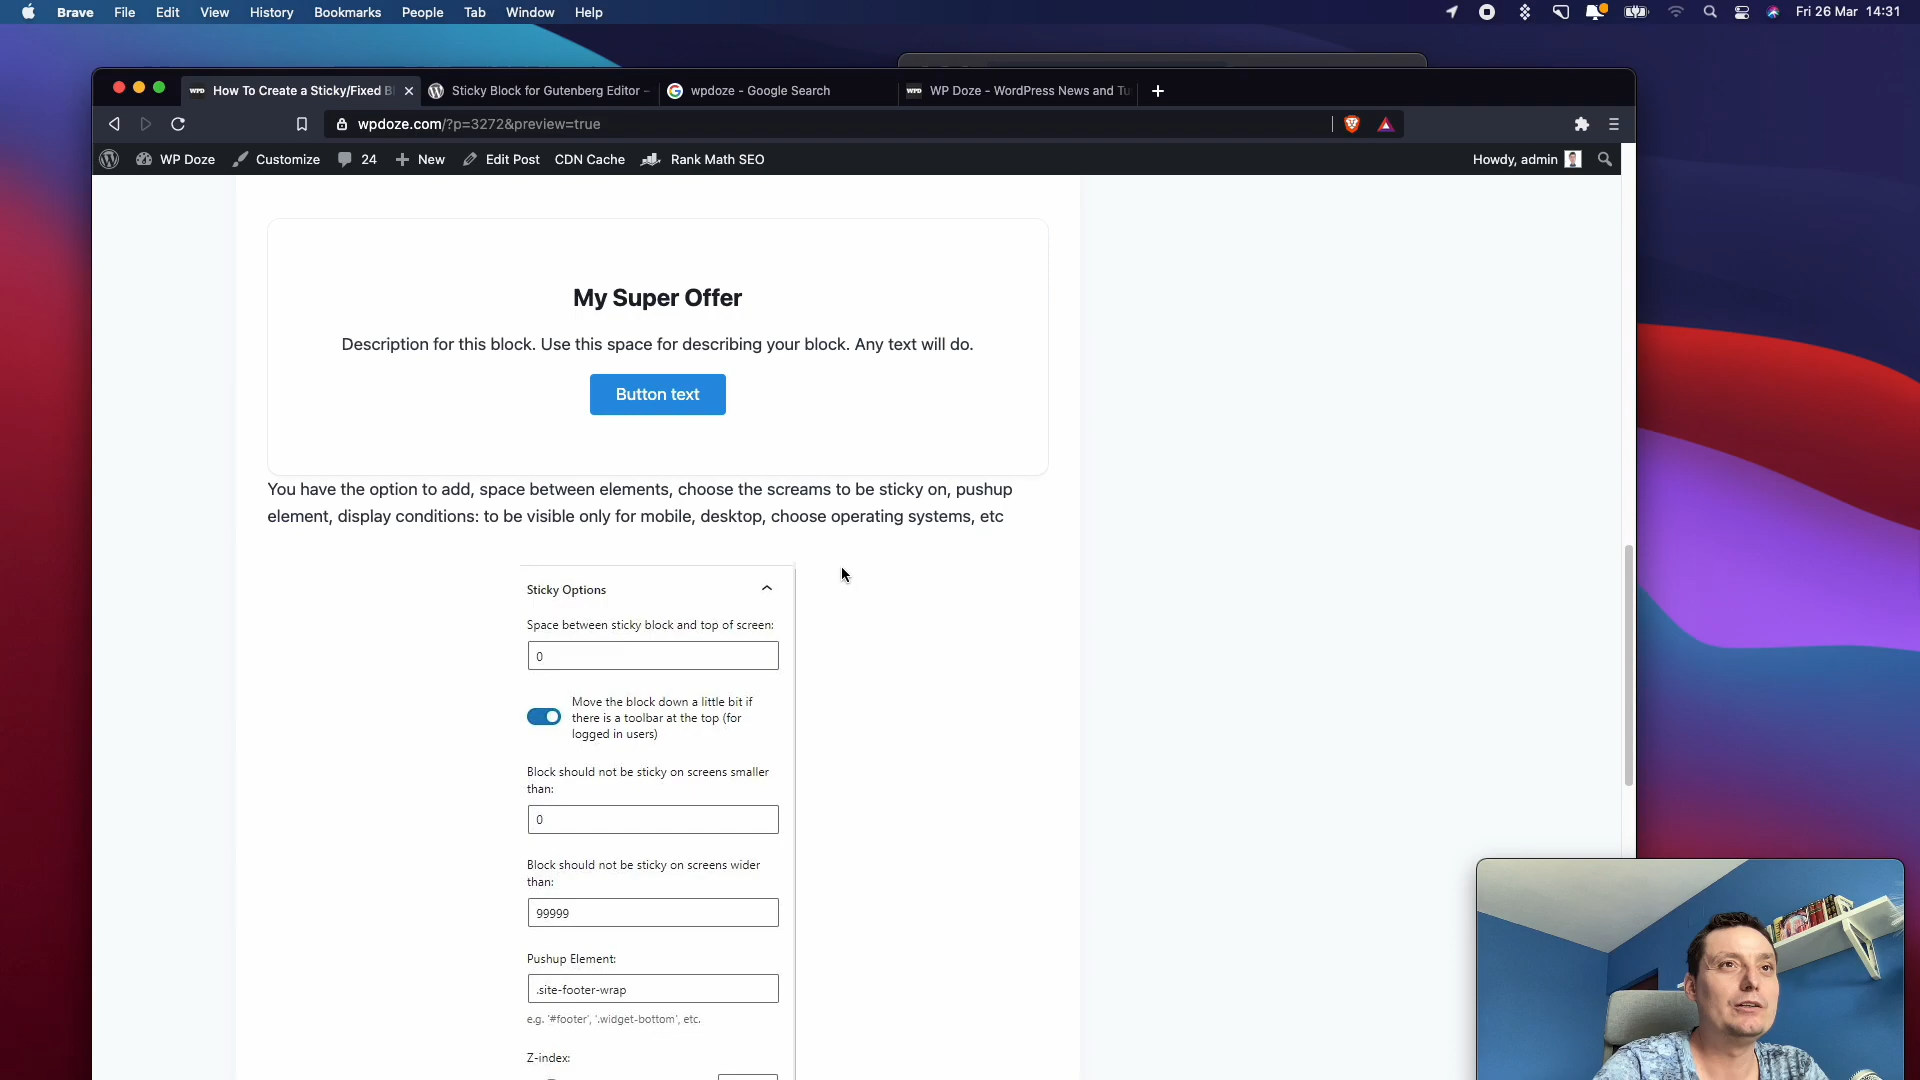 Brave File Edit View History Bookmarks People Tab Window Help Fri 26 Mar 14:31
WPD How To Create a Sticky/Fixed Bl Sticky Block for Gutenberg Editor - wpdoze - Google Search WPD WP Doze - WordPress News and Tu
wpdoze.com/?p=3272&preview=true
WP Doze Customize 24 New Edit Post CDN Cache Rank Math SEO Howdy, admin
My Super Offer
Description for this block. Use this space for describing your block. Any text will do.
Button text
You have the option to add, space between elements, choose the screams to be sticky on, pushup
element, display conditions: to be visible only for mobile, desktop, choose operating systems, etc
Sticky Options
Space between sticky block and top of screen:
0
Move the block down a little bit if
there is a toolbar at the top (for
logged in users)
Block should not be sticky on screens smaller
than:
0
Block should not be sticky on screens wider
than:
99999
Pushup Element:
.site-footer-wrap
e.g. '#footer', '.widget-bottom', etc.
Z-index: